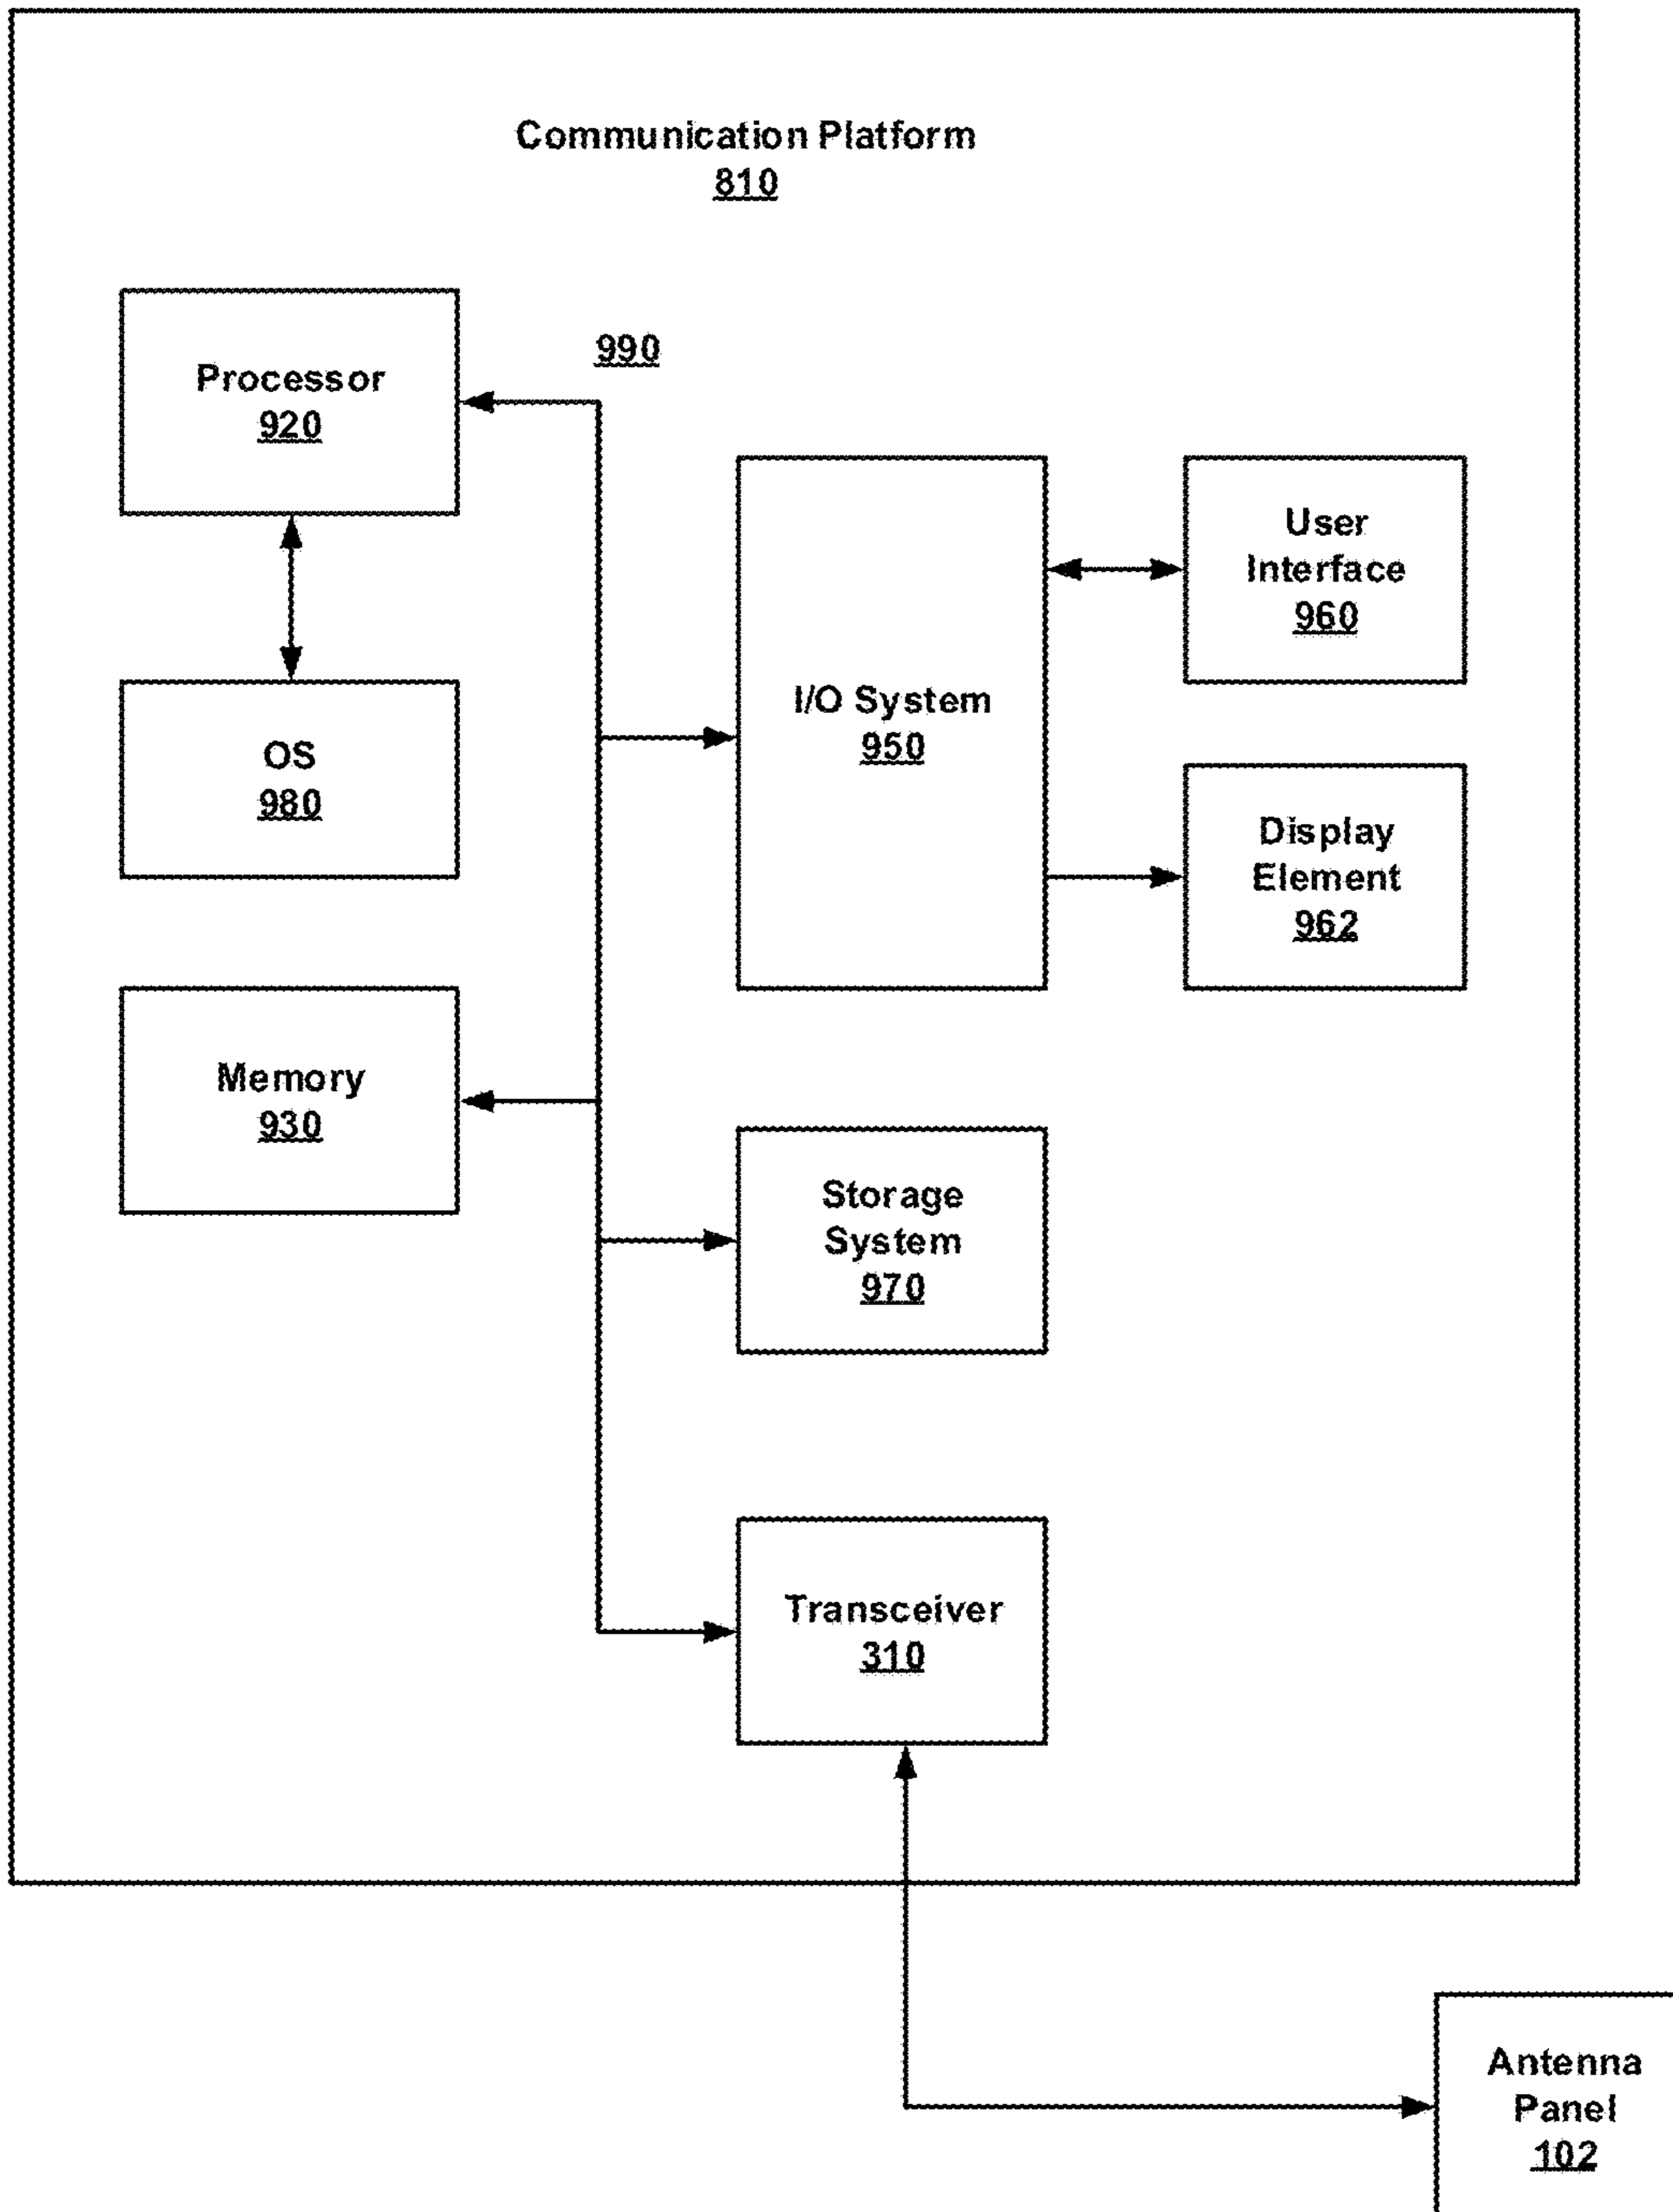 Communication Platform
810
Processor
920
990
OS
980
Memory
930
I/O System
950
User
Interface
960
Display
Element
962
Storage
System
970
Transceiver
310
Antenna
Panel
102